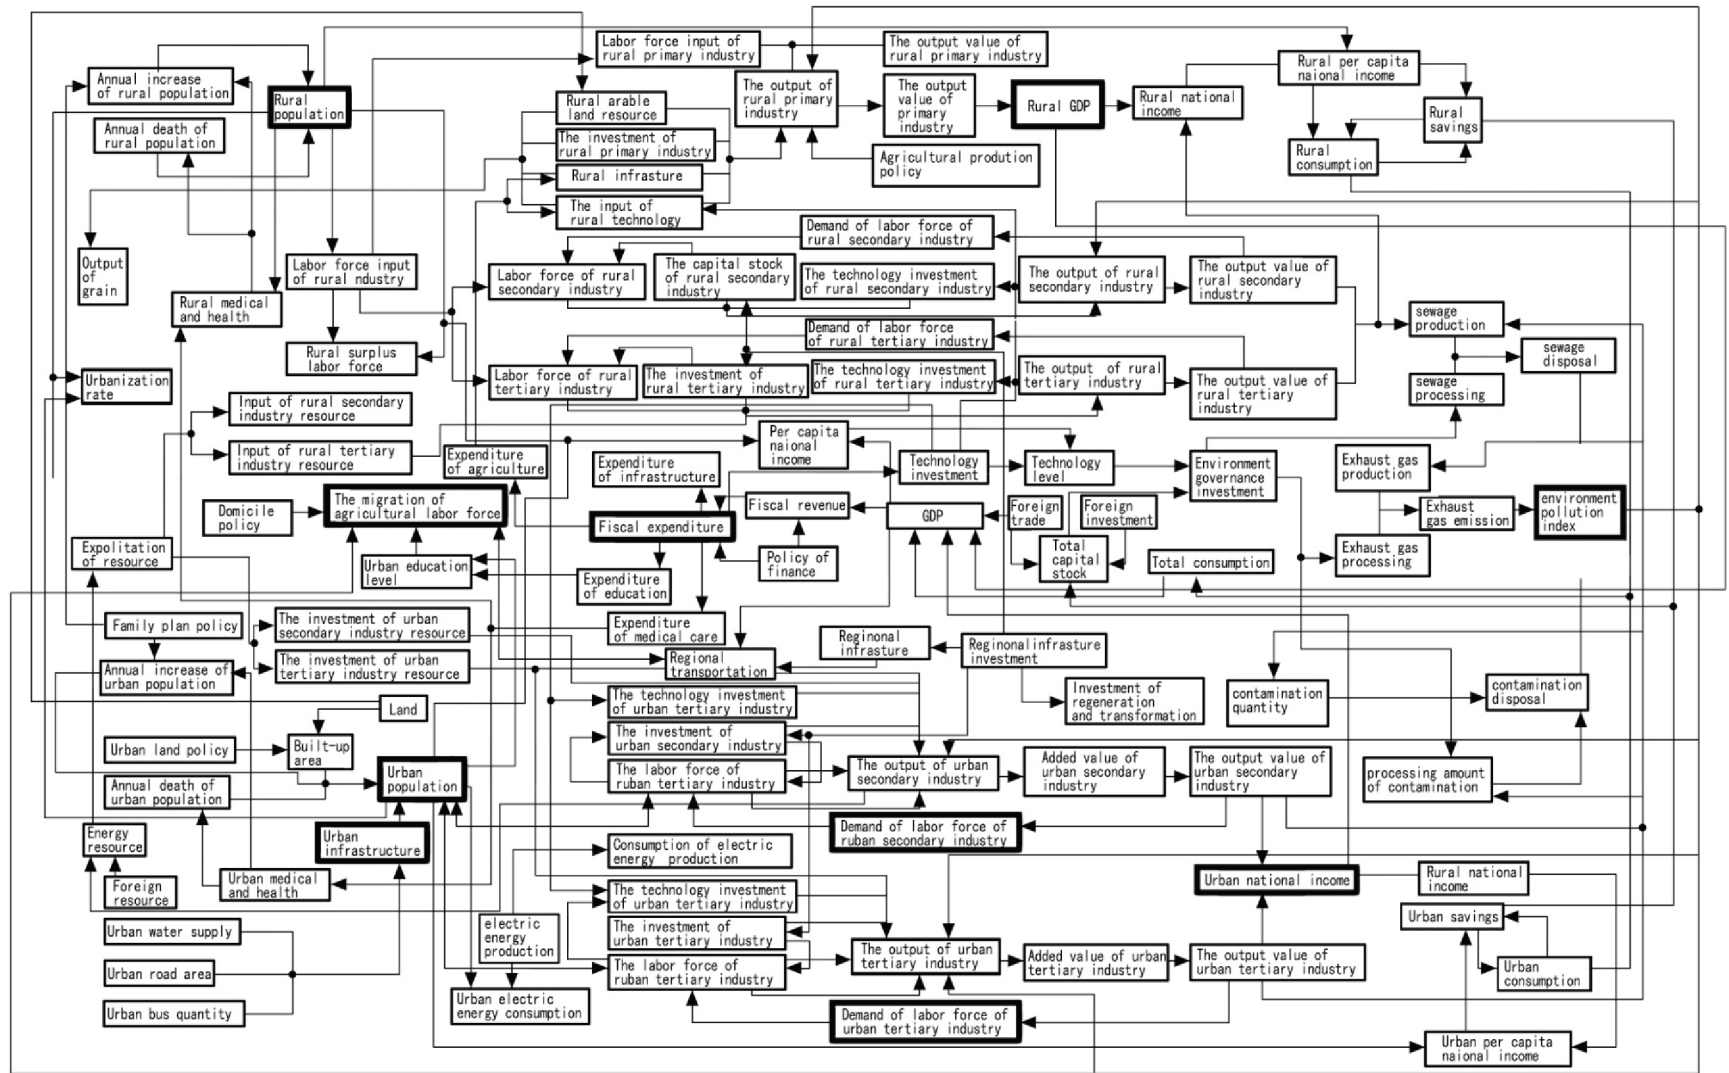 Labor force input of
rural primary industry
The output value of
rural primary industry
Rural per capita
naional income
Annual increase
of rural population
Rural
population
Rural arable
land resource
The output of
rural primary
industry
The output
value of
primary
industry
Rural GDP
Rural national
income
Rural
savings
Annual death of
rural population
The investment of
rural primary industry
Rural
consumption
Agricultural prodution
policy
Rural infrasture
The input of
rural technology
Demand of labor force of
rural secondary industry
Output
of
grain
Labor force input
of rural ndustry
Labor force of rural
secondary industry
The capital stock
of rural secondary
industry
The technology investment
of rural secondary industry
The output of rural
secondary industry
The output value of
rural secondary
industry
Rural medical
and health
sewage
production
Demand of labor force
of rural tertiary industry
sewage
disposal
Rural surplus
labor force
Urbanization
rate
Labor force of rural
tertiary industry
The investment of
rural tertiary industry
The technology investment
of rural tertiary industry
The output of rural
tertiary industry
The output value of
rural tertiary
industry
sewage
processing
Input of rural secondary
industry resource
Input of rural tertiary
industry resource
Expenditure
of agriculture
Per capita
naional
income
Expenditure
of infrastructure
Technology
investment
Technology
level
Environment
governance
investment
Exhaust gas
production
The migration of
agricultural labor force
Domicile
policy
Fiscal revenue
Fiscal expenditure
GDP
Foreign
trade
Foreign
investment
Exhaust
gas emission
environment
pollution
index
Expolitation
of resource
Urban education
level
Policy of
finance
Total
capital
stock
Total consumption
Exhaust gas
processing
Expenditure
of education
Family plan policy
The investment of urban
secondary industry resource
Expenditure
of medical care
Reginonal
infrasture
Regionalinfrasture
investment
Annual increase of
urban population
The investment of urban
tertiary industry resource
Regional
transportation
The technology investment
of urban tertiary industry
Investment of
regeneration
and transformation
contamination
quantity
contamination
disposal
Land
Urban land policy
Built-up
area
The investment of
urban secondary industry
Urban
population
The labor force of
ruban tertiary industry
The output of urban
secondary industry
Added value of
urban secondary
industry
The output value of
urban secondary
industry
processing amount
of contamination
Annual death of
urban population
Energy
resource
Urban
infrastructure
Demand of labor force of
ruban secondary industry
Consumption of electric
energy production
Foreign
resource
Urban medical
and health
The technology investment
of urban tertiary industry
Urban national income
Rural national
income
electric
energy
production
Urban savings
Urban water supply
The investment of
urban tertiary industry
The output of urban
tertiary industry
Added value of urban
tertiary industry
The output value of
urban tertiary industry
Urban
consumption
Urban road area
The labor force of
ruban tertiary industry
Urban bus quantity
Urban electric
energy consumption
Demand of labor force of
urban tertiary industry
Urban per capita
naional income